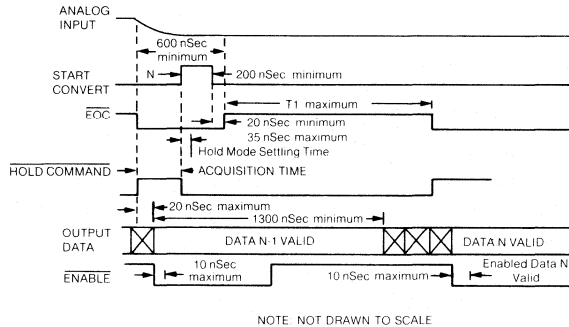 ANALOG
INPUT
600 nSec
minimum
START
CONVERT
N
200 nSec minimum
EOC
T1 maximum
20 nSec minimum
35 nSec maximum
Hold Mode Settling Time
HOLD COMMAND
ACQUISITION TIME
20 nSec maximum
1300 nSec minimum
OUTPUT
DATA
DATA N-1 VALID
DATA N VALID
ENABLE
10 nSec
maximum
10 nSec maximum
Enabled Data N
Valid
NOTE: NOT DRAWN TO SCALE